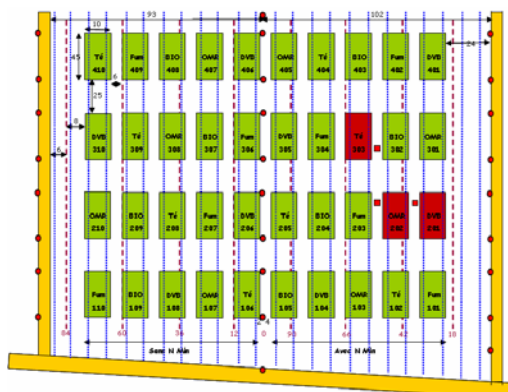 93 102
10
Té 410 Fum 409 BIO 408 OMR 407 DVB 406 OMR 405 Té 404 BIO 403 Fum 402 DVB 401
45
24
6
25
DVB 310 Té 309 OMR 308 BIO 307 Fum 306 DVB 305 Fum 304 Té 303 BIO 302 OMR 301
8
6
OMR 210 BIO 209 Té 208 Fum 207 DVB 206 Té 205 BIO 204 Fum 203 OMR 202 DVB 201
Fum 110 BIO 109 DVB 108 OMR 107 Té 106 BIO 105 DVB 104 OMR 103 Té 102 Fum 101
2 4
84 60 36 12 0 90 66 42 18
Sans N Min Avec N Min